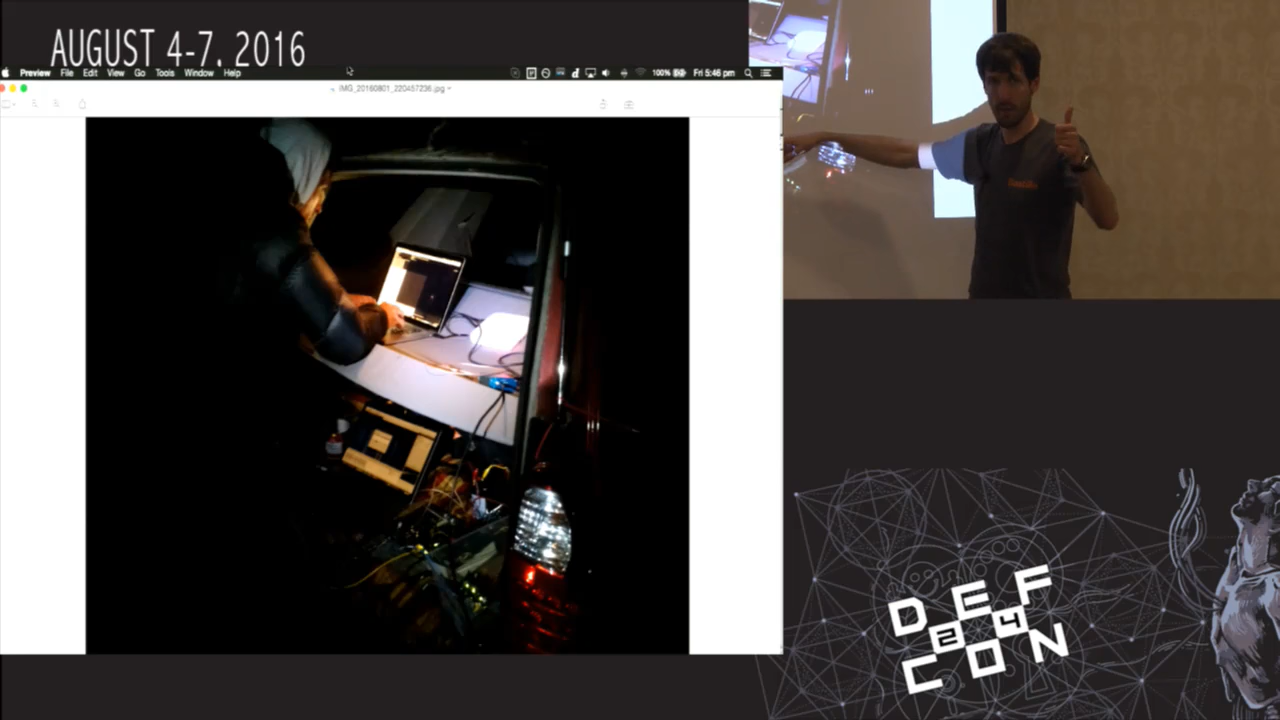 AUGUST 4-7, 2016
Preview File Edit View Go Tools Window Help
100% Fri 5:46 pm
IMG_20160801_220457236.jpg
DEF
24
CON